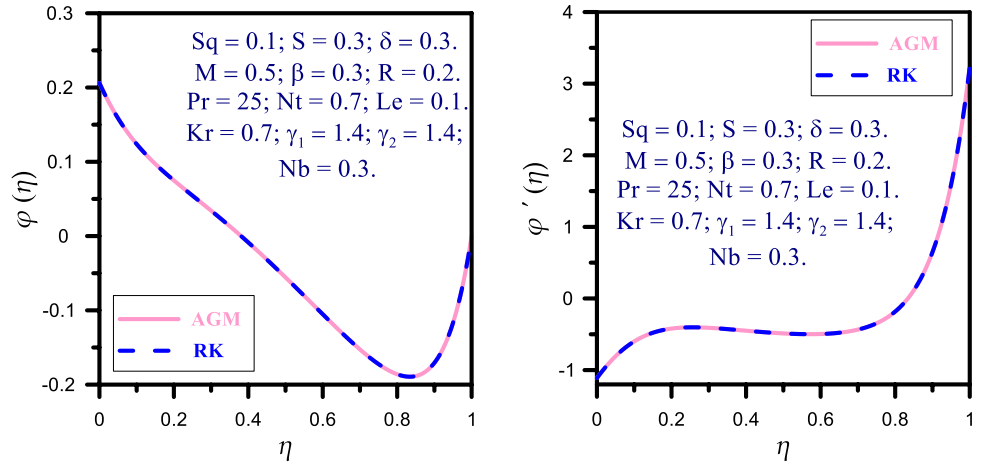 0.3
0.2
0.1
0
-0.1
-0.2
φ (η)
Sq = 0.1; S = 0.3; δ = 0.3.
M = 0.5; β = 0.3; R = 0.2.
Pr = 25; Nt = 0.7; Le = 0.1.
Kr = 0.7; γ₁ = 1.4; γ₂ = 1.4;
Nb = 0.3.
AGM
RK
0 0.2 0.4 0.6 0.8 1
η
4
3
2
1
0
-1
φ ′ (η)
AGM
RK
Sq = 0.1; S = 0.3; δ = 0.3.
M = 0.5; β = 0.3; R = 0.2.
Pr = 25; Nt = 0.7; Le = 0.1.
Kr = 0.7; γ₁ = 1.4; γ₂ = 1.4;
Nb = 0.3.
0 0.2 0.4 0.6 0.8 1
η